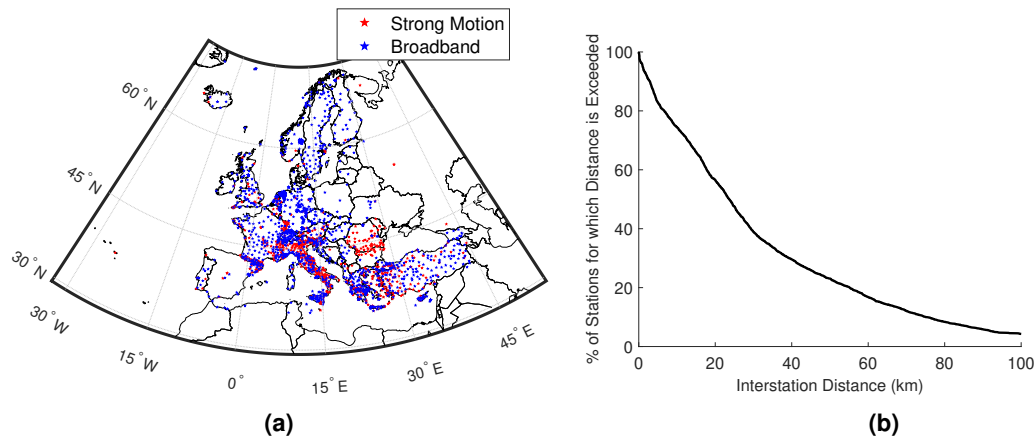 Strong Motion
Broadband
60°N
45°N
30°N
30°W
15°W
0°
15°E
30°E
45°E
(a)
% of Stations for which Distance is Exceeded
100
80
60
40
20
0
0 20 40 60 80 100
Interstation Distance (km)
(b)